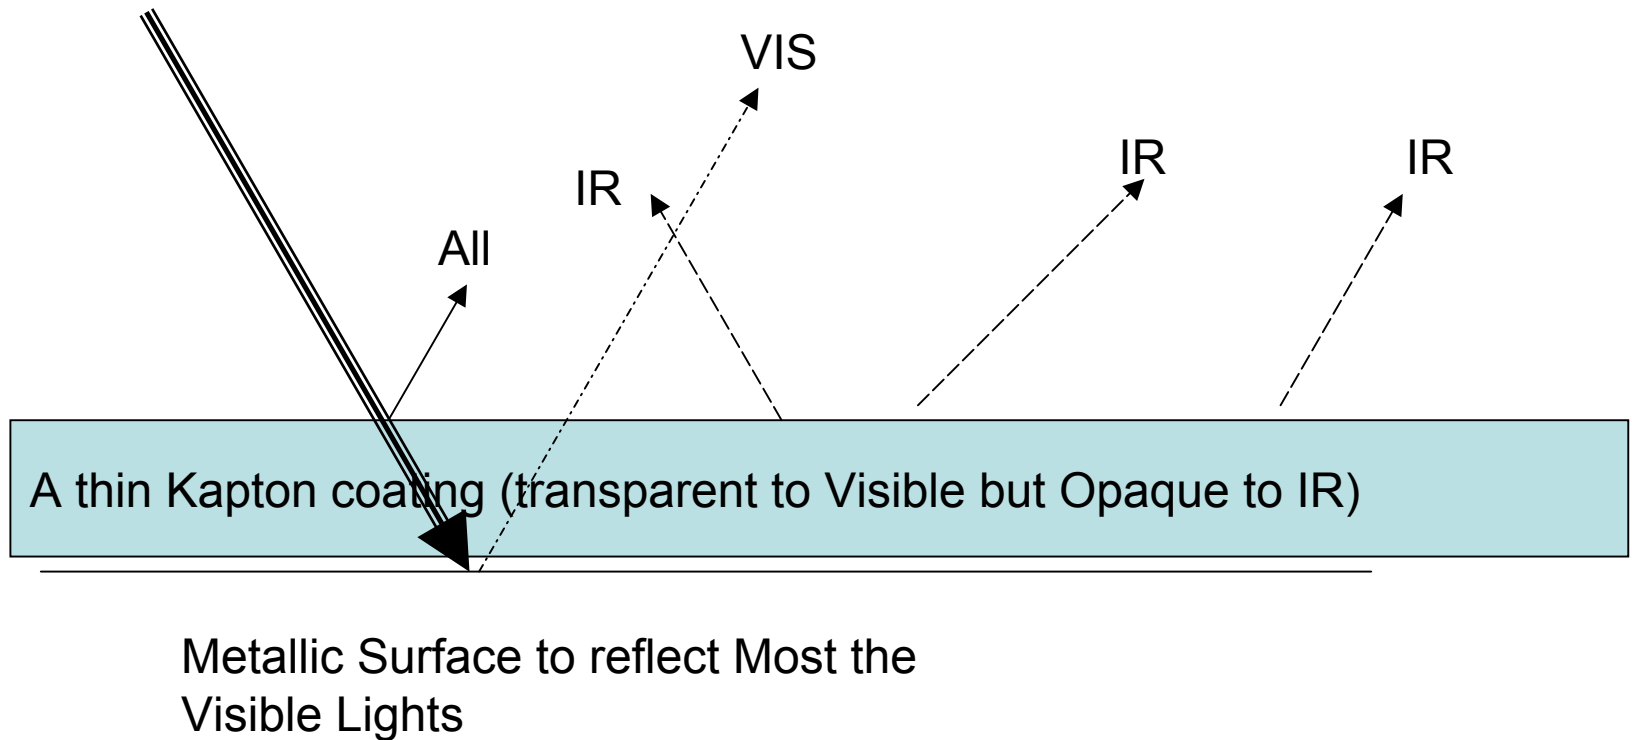 VIS
IR
IR
IR
All
A thin Kapton coating (transparent to Visible but Opaque to IR)
Metallic Surface to reflect Most the
Visible Lights